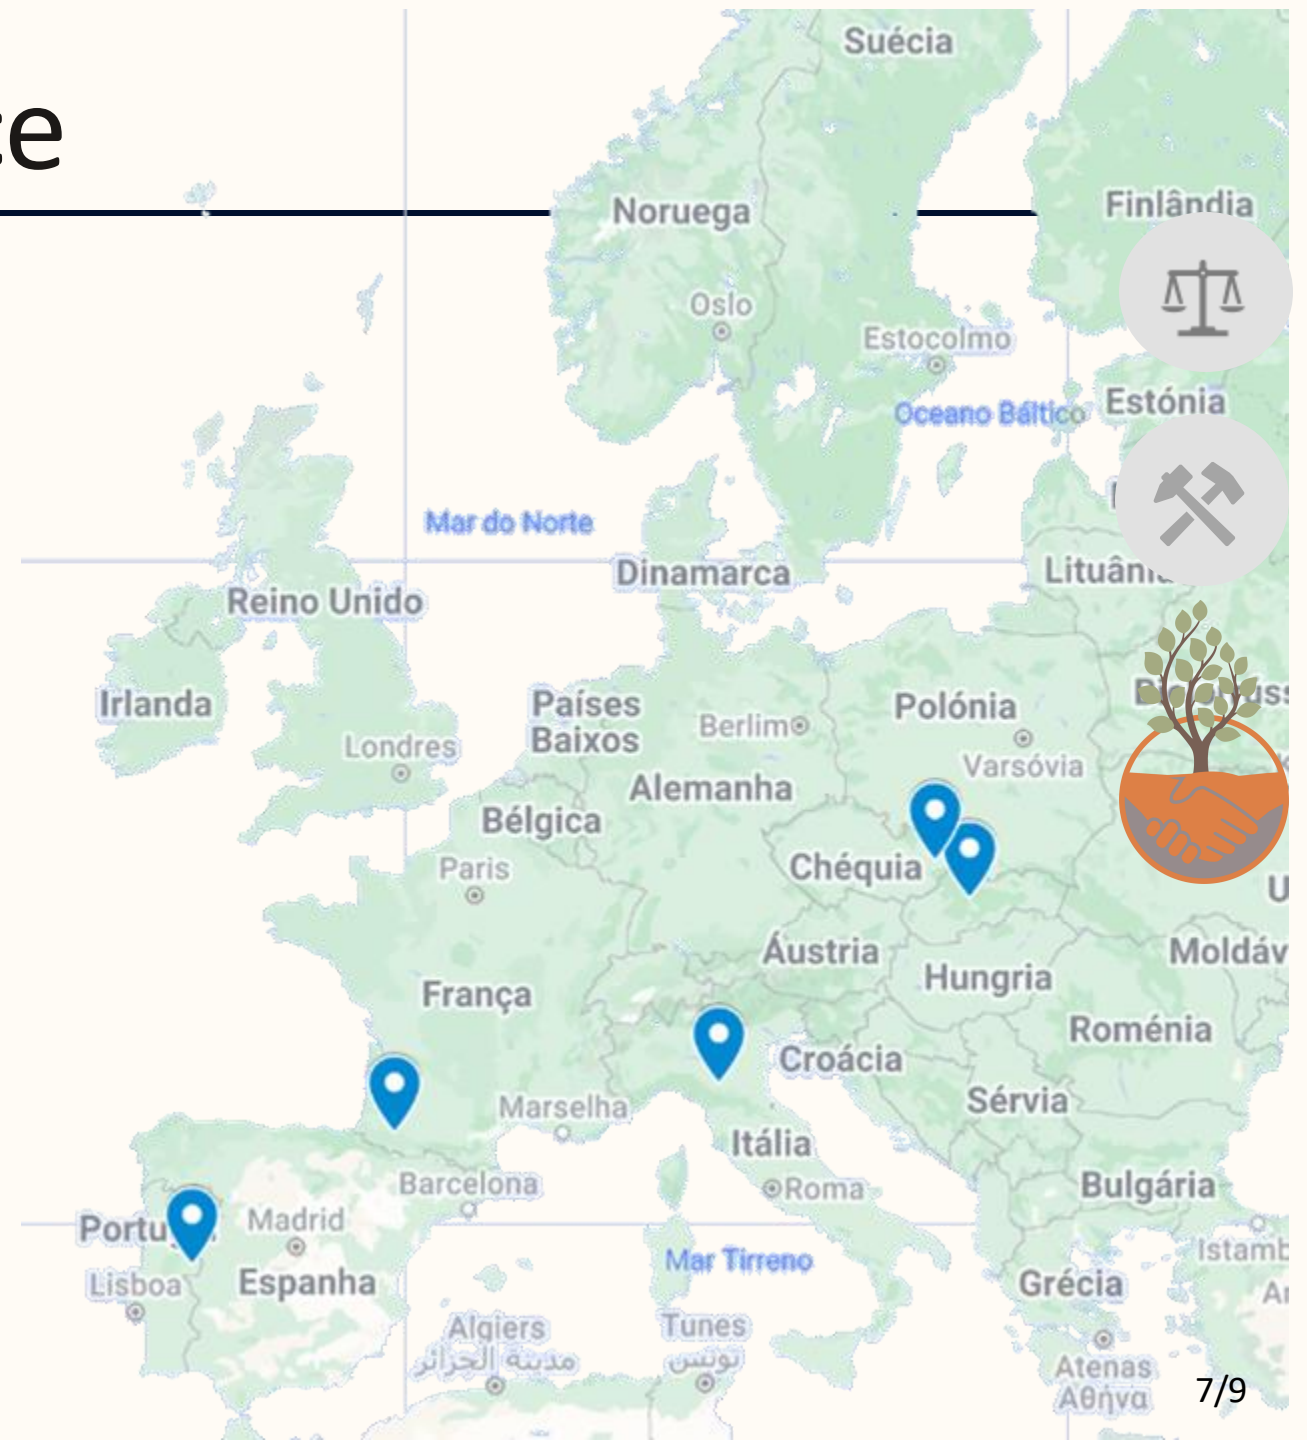 Suécia
Noruega
Finlândia
Oslo
Estocolmo
Oceano Báltico
Estónia
Mar do Norte
Dinamarca
Reino Unido
Irlanda
Países
Baixos
Berlim
Polónia
Londres
Varsóvia
Alemanha
Bélgica
Paris
Chéquia
Áustria
Moldáv
Hungria
França
Roménia
Croácia
Sérvia
Marselha
Itália
Barcelona
Roma
Bulgária
Madrid
Mar Tirreno
Istamb
Lisboa
Espanha
Grécia
Algiers
مدينة الجزائر
Tunes
تونس
Atenas
Αθήνα
7/9